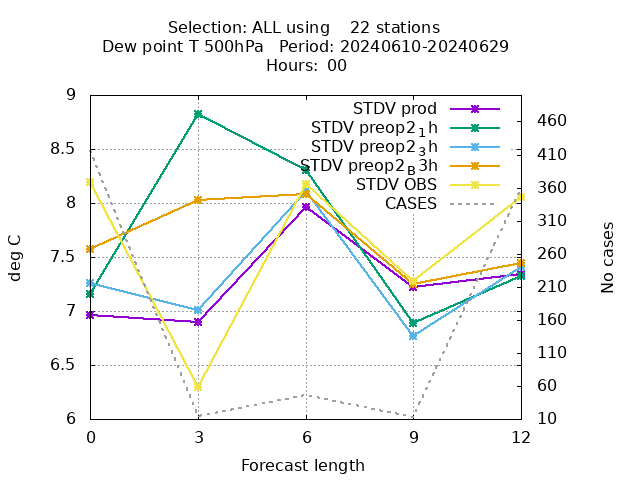 Selection: ALL using    22 stations
Dew point T 500hPa   Period: 20240610-20240629
Hours:  00
STDV prod
STDV preop2₁h
STDV preop2₃h
STDV preop2_B3h
STDV OBS
CASES
9
8.5
8
7.5
7
6.5
6
deg C
460
410
360
310
260
210
160
110
60
10
No cases
0 3 6 9 12
Forecast length